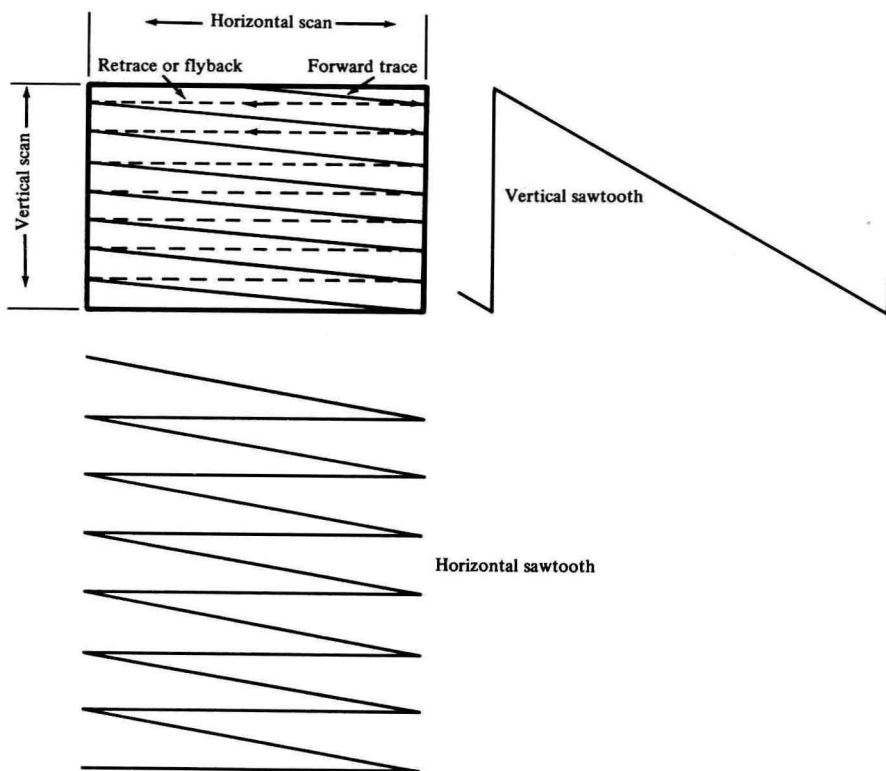 Horizontal scan
Retrace or flyback
Forward trace
Vertical scan
Vertical sawtooth
Horizontal sawtooth